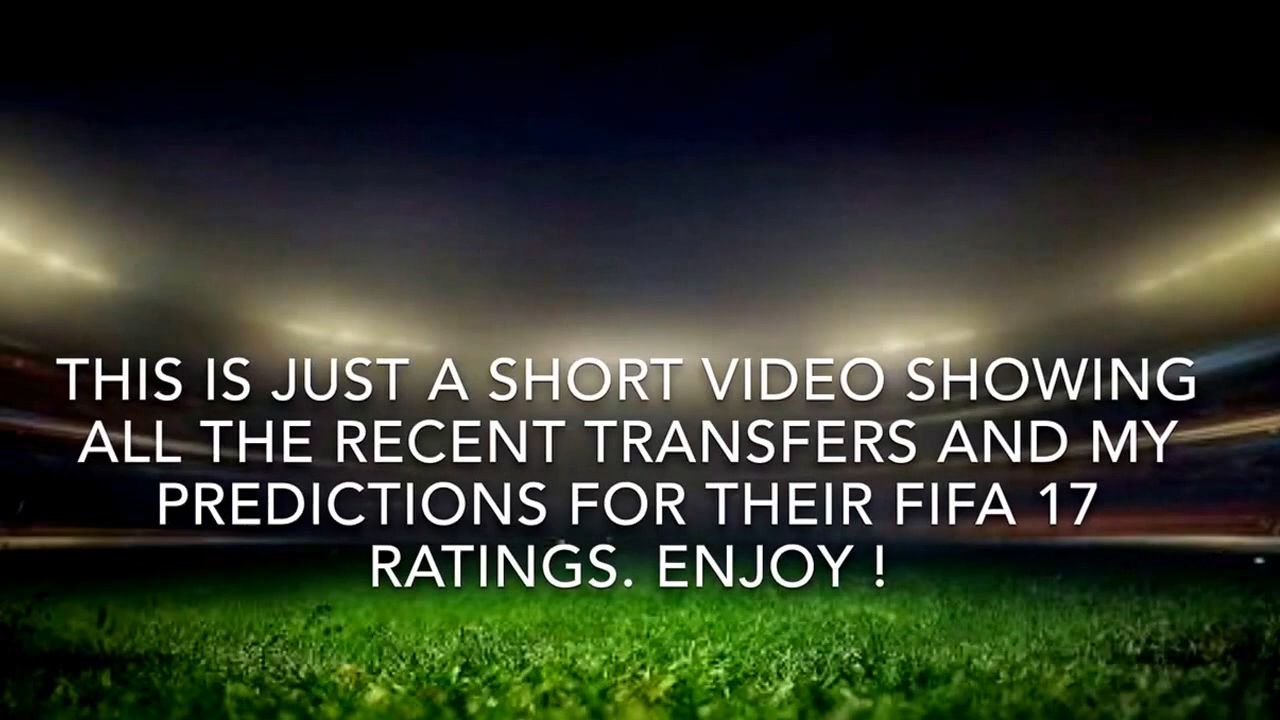 THIS IS JUST A SHORT VIDEO SHOWING
ALL THE RECENT TRANSFERS AND MY
PREDICTIONS FOR THEIR FIFA 17
RATINGS. ENJOY !